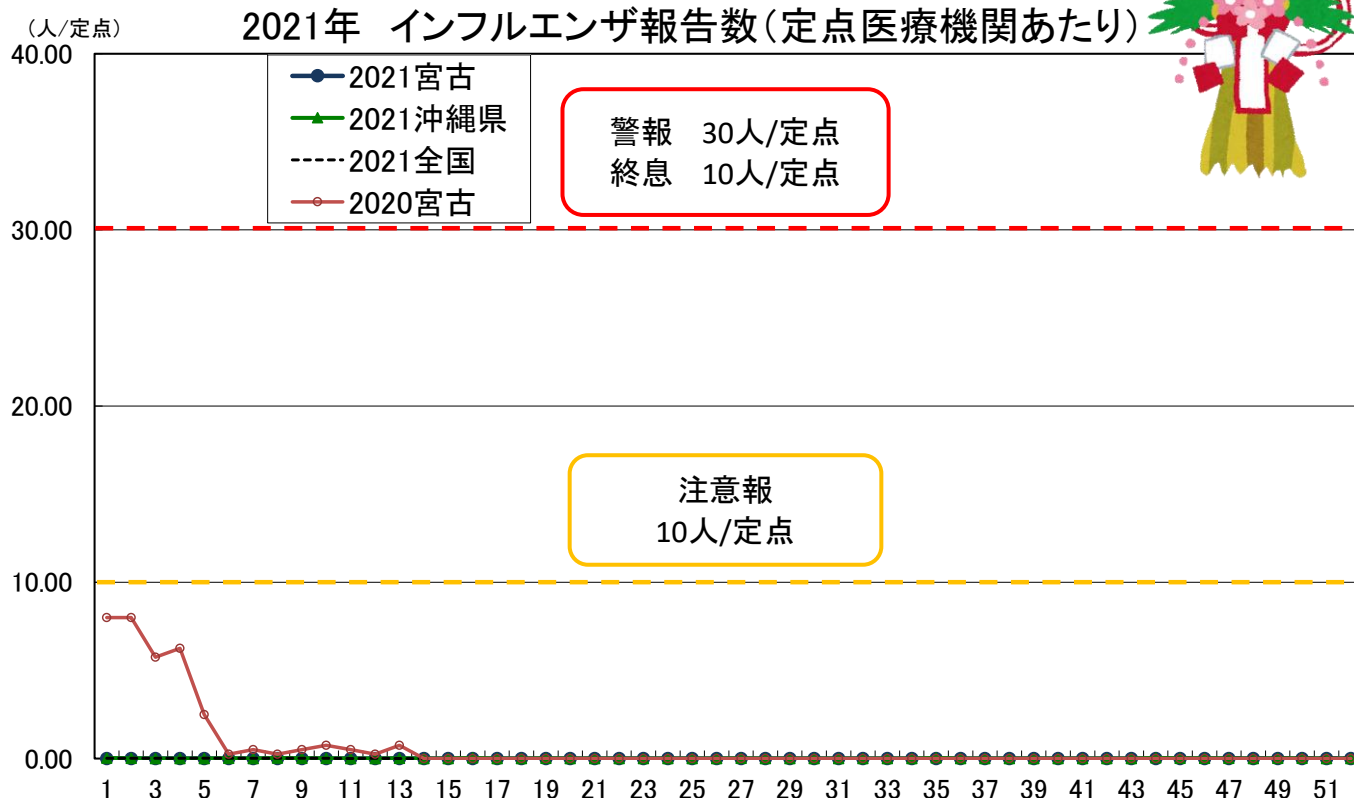 2021年 インフルエンザ報告数(定点医療機関あたり)
(人/定点)
2021宮古
2021沖縄県
2021全国
2020宮古
警報 30人/定点
終息 10人/定点
注意報
10人/定点
40.00
30.00
20.00
10.00
0.00
1 3 5 7 9 11 13 15 17 19 21 23 25 27 29 31 33 35 37 39 41 43 45 47 49 51